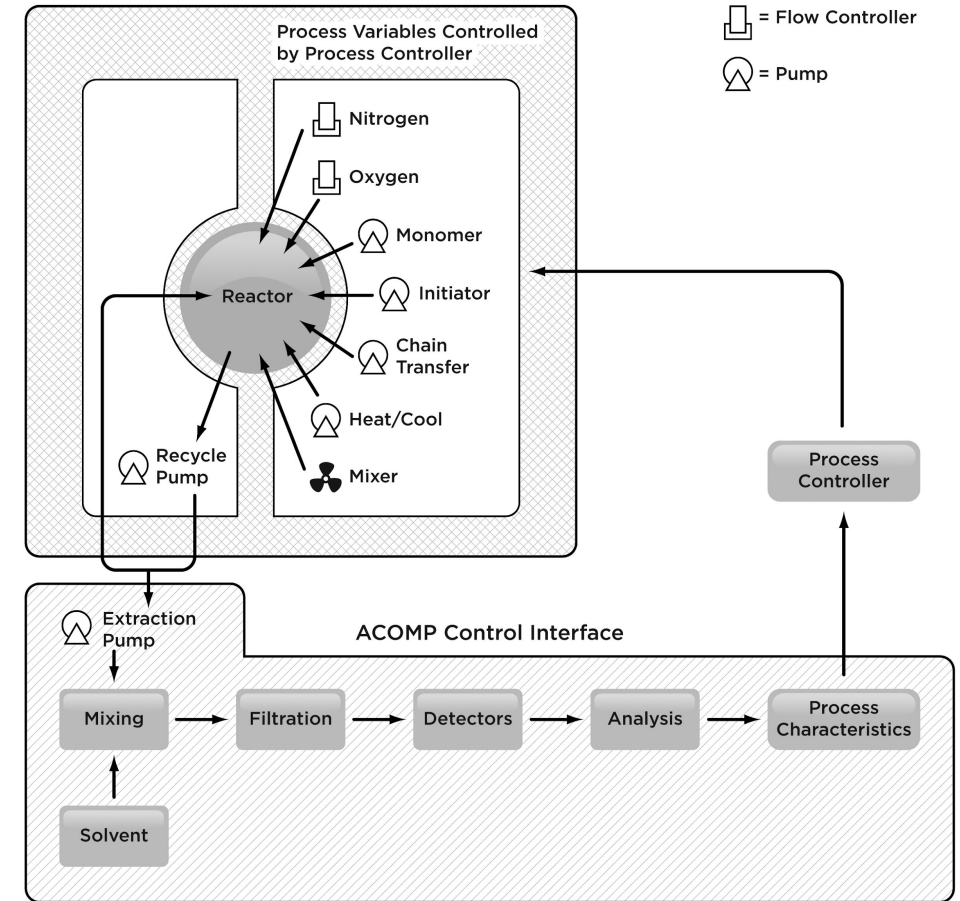 Process Variables Controlled
by Process Controller
= Flow Controller
= Pump
Nitrogen
Oxygen
Monomer
Initiator
Reactor
Chain
Transfer
Heat/Cool
Mixer
Recycle
Pump
Process
Controller
Extraction
Pump
ACOMP Control Interface
Mixing
Filtration
Detectors
Analysis
Process
Characteristics
Solvent